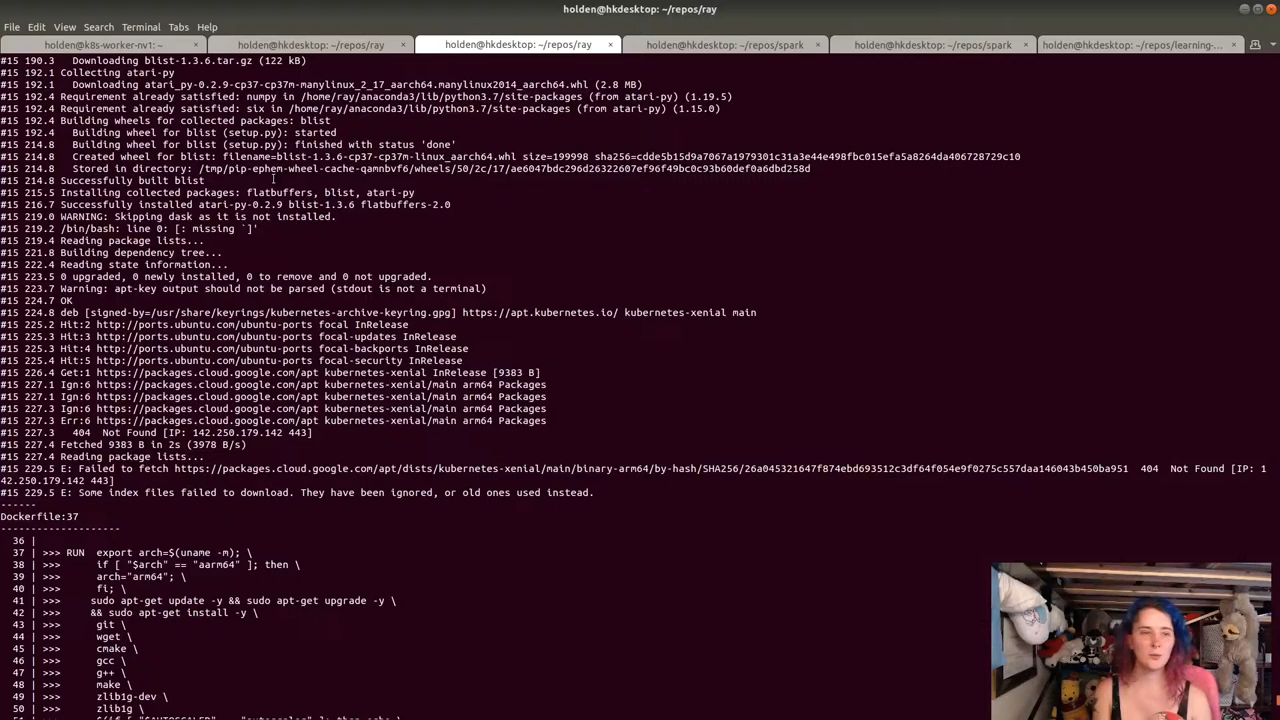 holden@hkdesktop: ~/repos/ray
File Edit View Search Terminal Tabs Help
holden@k8s-worker-nv1: ~ × holden@hkdesktop: ~/repos/ray × holden@hkdesktop: ~/repos/ray × holden@hkdesktop: ~/repos/spark × holden@hkdesktop: ~/repos/spark × holden@hkdesktop: ~/repos/learning-... ×
#15 190.3   Downloading blist-1.3.6.tar.gz (122 kB)
#15 192.1 Collecting atari-py
#15 192.1   Downloading atari_py-0.2.9-cp37-cp37m-manylinux_2_17_aarch64.manylinux2014_aarch64.whl (2.8 MB)
#15 192.4 Requirement already satisfied: numpy in /home/ray/anaconda3/lib/python3.7/site-packages (from atari-py) (1.19.5)
#15 192.4 Requirement already satisfied: six in /home/ray/anaconda3/lib/python3.7/site-packages (from atari-py) (1.15.0)
#15 192.4 Building wheels for collected packages: blist
#15 192.4   Building wheel for blist (setup.py): started
#15 214.8   Building wheel for blist (setup.py): finished with status 'done'
#15 214.8   Created wheel for blist: filename=blist-1.3.6-cp37-cp37m-linux_aarch64.whl size=199998 sha256=cdde5b15d9a7067a1979301c31a3e44e498fbc015efa5a8264da406728729c10
#15 214.8   Stored in directory: /tmp/pip-ephem-wheel-cache-qamnbvf6/wheels/50/2c/17/ae6047bdc296d26322607ef96f49bc0c93b60def0a6dbd258d
#15 214.8 Successfully built blist
#15 215.5 Installing collected packages: flatbuffers, blist, atari-py
#15 216.7 Successfully installed atari-py-0.2.9 blist-1.3.6 flatbuffers-2.0
#15 219.0 WARNING: Skipping dask as it is not installed.
#15 219.2 /bin/bash: line 0: [: missing `]'
#15 219.4 Reading package lists...
#15 221.8 Building dependency tree...
#15 222.4 Reading state information...
#15 223.5 0 upgraded, 0 newly installed, 0 to remove and 0 not upgraded.
#15 223.7 Warning: apt-key output should not be parsed (stdout is not a terminal)
#15 224.7 OK
#15 224.8 deb [signed-by=/usr/share/keyrings/kubernetes-archive-keyring.gpg] https://apt.kubernetes.io/ kubernetes-xenial main
#15 225.2 Hit:2 http://ports.ubuntu.com/ubuntu-ports focal InRelease
#15 225.3 Hit:3 http://ports.ubuntu.com/ubuntu-ports focal-updates InRelease
#15 225.3 Hit:4 http://ports.ubuntu.com/ubuntu-ports focal-backports InRelease
#15 225.3 Hit:5 http://ports.ubuntu.com/ubuntu-ports focal-security InRelease
#15 226.4 Get:1 https://packages.cloud.google.com/apt kubernetes-xenial InRelease [9383 B]
#15 227.1 Ign:6 https://packages.cloud.google.com/apt kubernetes-xenial/main arm64 Packages
#15 227.1 Ign:6 https://packages.cloud.google.com/apt kubernetes-xenial/main arm64 Packages
#15 227.3 Ign:6 https://packages.cloud.google.com/apt kubernetes-xenial/main arm64 Packages
#15 227.3 Err:6 https://packages.cloud.google.com/apt kubernetes-xenial/main arm64 Packages
#15 227.3   404  Not Found [IP: 142.250.179.142 443]
#15 227.4 Fetched 9383 B in 2s (3978 B/s)
#15 227.4 Reading package lists...
#15 229.5 E: Failed to fetch https://packages.cloud.google.com/apt/dists/kubernetes-xenial/main/binary-arm64/by-hash/SHA256/26a045321647f874ebd693512c3df64f054e9f0275c557daa146043b450ba951  404  Not Found [IP: 1
42.250.179.142 443]
#15 229.5 E: Some index files failed to download. They have been ignored, or old ones used instead.
------
Dockerfile:37
--------------------
36 |
37 | >>> RUN  export arch=$(uname -m); \
38 | >>>     if [ "$arch" == "aarm64" ]; then \
39 | >>>     arch="arm64"; \
40 | >>>     fi; \
41 | >>>    sudo apt-get update -y && sudo apt-get upgrade -y \
42 | >>>    && sudo apt-get install -y \
43 | >>>     git \
44 | >>>     wget \
45 | >>>     cmake \
46 | >>>     gcc \
47 | >>>     g++ \
48 | >>>     make \
49 | >>>     zlib1g-dev \
50 | >>>     zlib1g \